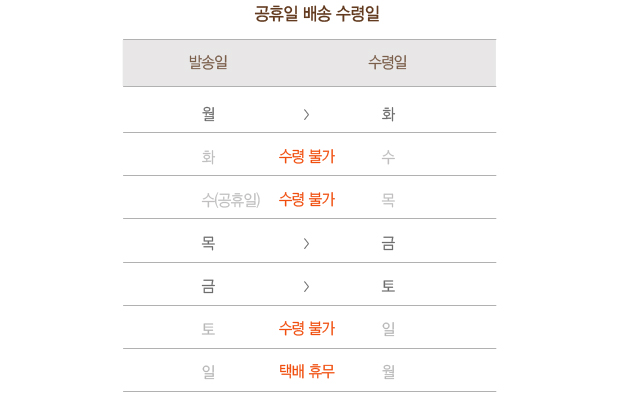 공휴일 배송 수령일
발송일 수령일
월 > 화
화 수령 불가 수
수(공휴일) 수령 불가 목
목 > 금
금 > 토
토 수령 불가 일
일 택배 휴무 월